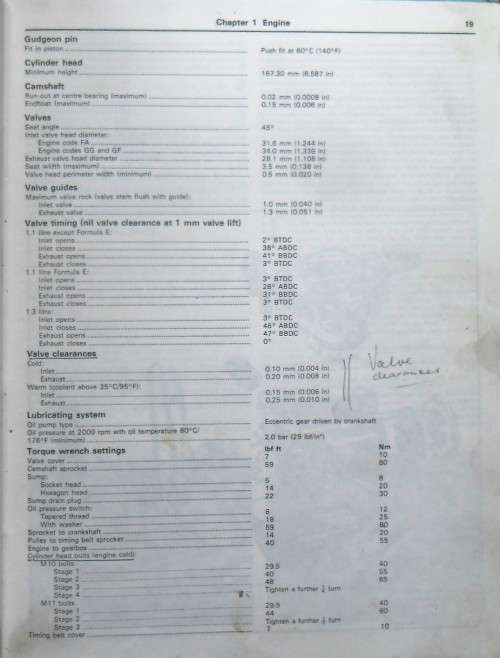 Chapter 1 Engine 19
Gudgeon pin
Fit in piston Push fit at 60°C (140°F)
Cylinder head
Minimum height 167.30 mm (6.587 in)
Camshaft
Run-out at centre bearing (maximum) 0.02 mm (0.0008 in)
Endfloat (maximum) 0.15 mm (0.006 in)
Valves
Seat angle 45°
Inlet valve head diameter:
Engine code FA 31.6 mm (1.244 in)
Engine codes GG and GF 34.0 mm (1.339 in)
Exhaust valve head diameter 28.1 mm (1.106 in)
Seat width (maximum) 3.5 mm (0.138 in)
Valve head perimeter width (minimum) 0.5 mm (0.020 in)
Valve guides
Maximum valve rock (valve stem flush with guide):
Inlet valve 1.0 mm (0.040 in)
Exhaust valve 1.3 mm (0.051 in)
Valve timing (nil valve clearance at 1 mm valve lift)
1.1 litre except Formula E:
Inlet opens 2° BTDC
Inlet closes 38° ABDC
Exhaust opens 41° BBDC
Exhaust closes 3° BTDC
1.1 litre Formula E:
Inlet opens 3° BTDC
Inlet closes 28° ABDC
Exhaust opens 31° BBDC
Exhaust closes 3° BTDC
1.3 litre:
Inlet opens 3° BTDC
Inlet closes 46° ABDC
Exhaust opens 47° BBDC
Exhaust closes 0°
Valve clearances
Cold:
Inlet 0.10 mm (0.004 in)
Exhaust 0.20 mm (0.008 in)
Warm (coolant above 35°C/95°F):
Inlet 0.15 mm (0.006 in)
Exhaust 0.25 mm (0.010 in)
Valve
clearances
Lubricating system
Oil pump type Eccentric gear driven by crankshaft
Oil pressure at 2000 rpm with oil temperature 80°C/
176°F (minimum) 2.0 bar (29 lbf/in²)
Torque wrench settings lbf ft Nm
Valve cover 7 10
Camshaft sprocket 59 80
Sump:
Socket head 5 8
Hexagon head 14 20
Sump drain plug 22 30
Oil pressure switch:
Tapered thread 8 12
With washer 18 25
Sprocket to crankshaft 59 80
Pulley to timing belt sprocket 14 20
Engine to gearbox 40 55
Cylinder head bolts (engine cold):
M10 bolts
Stage 1 29.5 40
Stage 2 40 55
Stage 3 48 65
Stage 4 Tighten a further ¼ turn
M11 bolts
Stage 1 29.5 40
Stage 2 44 60
Stage 3 Tighten a further ½ turn
Timing belt cover 7 10